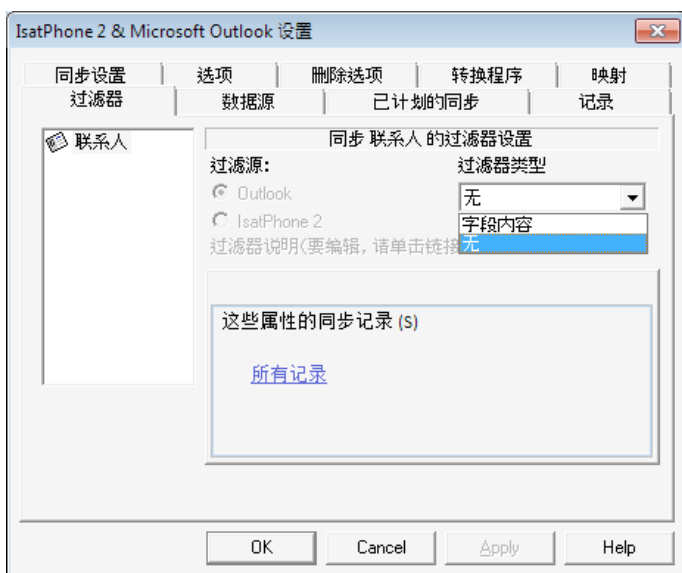 IsatPhone 2 & Microsoft Outlook 设置
同步设置 选项 删除选项 转换程序 映射
过滤器 数据源 已计划的同步 记录
联系人
同步 联系人 的过滤器设置
过滤源: 过滤器类型
Outlook 无
IsatPhone 2 字段内容
过滤器说明(要编辑, 请单击链接 无
这些属性的同步记录 (S)
所有记录
OK Cancel Apply Help